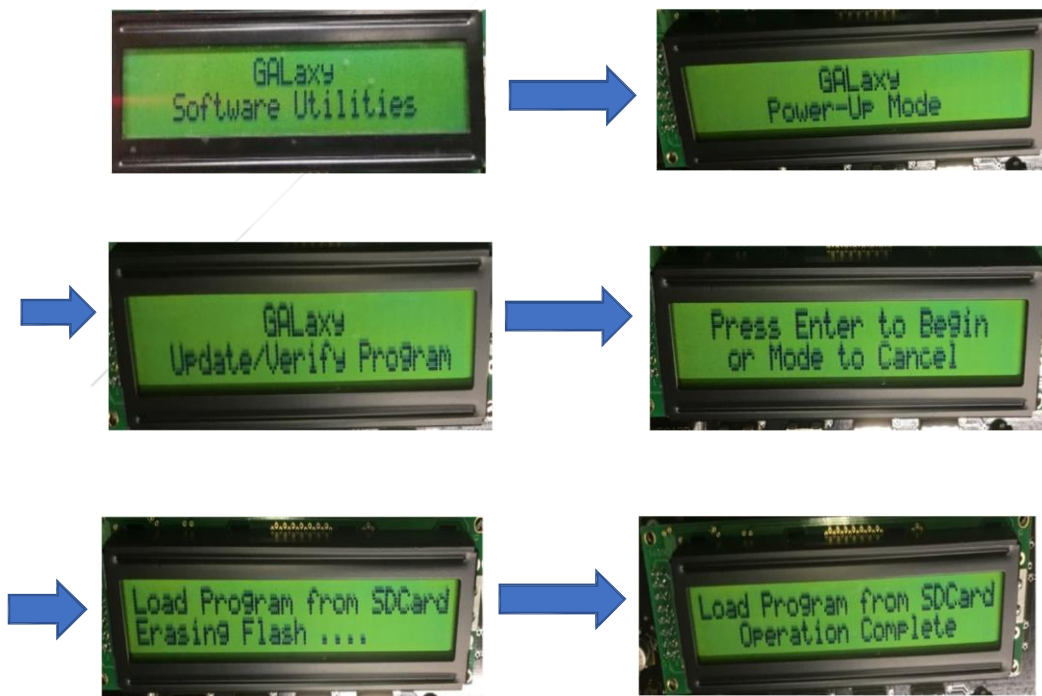 GALaxy
Software Utilities
GALaxy
Power-Up Mode
GALaxy
Update/Verify Program
Press Enter to Begin
or Mode to Cancel
Load Program from SDCard
Erasing Flash ....
Load Program from SDCard
Operation Complete